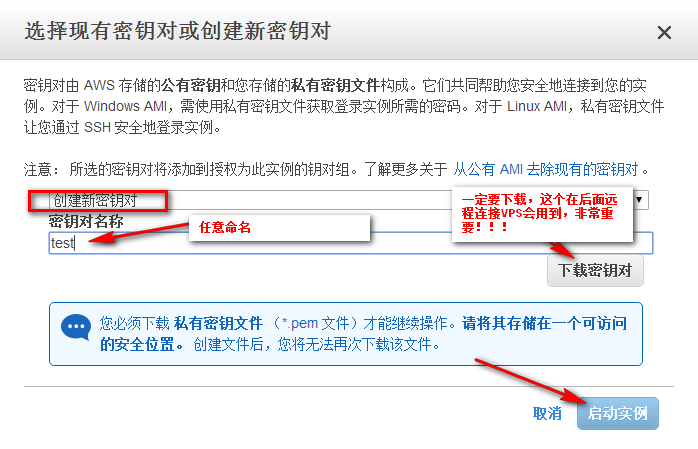 选择现有密钥对或创建新密钥对
密钥对由 AWS 存储的公有密钥和您存储的私有密钥文件构成。它们共同帮助您安全地连接到您的实
例。对于 Windows AMI，需使用私有密钥文件获取登录实例所需的密码。对于 Linux AMI，私有密钥文件
让您通过 SSH 安全地登录实例。
注意： 所选的密钥对将添加到授权为此实例的钥对组。了解更多关于 从公有 AMI 去除现有的密钥对 。
创建新密钥对
一定要下载，这个在后面远
程连接VPS会用到，非常重
要！！！
密钥对名称
任意命名
test
下载密钥对
您必须下载 私有密钥文件 （*.pem 文件）才能继续操作。请将其存储在一个可访问
的安全位置。 创建文件后，您将无法再次下载该文件。
取消
启动实例